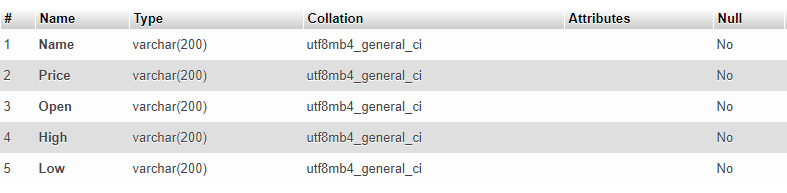 # Name Type Collation Attributes Null
1 Name varchar(200) utf8mb4_general_ci No
2 Price varchar(200) utf8mb4_general_ci No
3 Open varchar(200) utf8mb4_general_ci No
4 High varchar(200) utf8mb4_general_ci No
5 Low varchar(200) utf8mb4_general_ci No